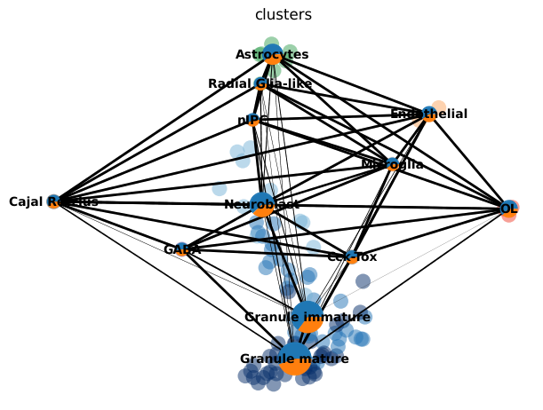 clusters
Astrocytes
Radial Glia-like
Endothelial
nIPC
Microglia
Cajal Retzius
Neuroblast
OL
GABA
Cck-Tox
Granule immature
Granule mature